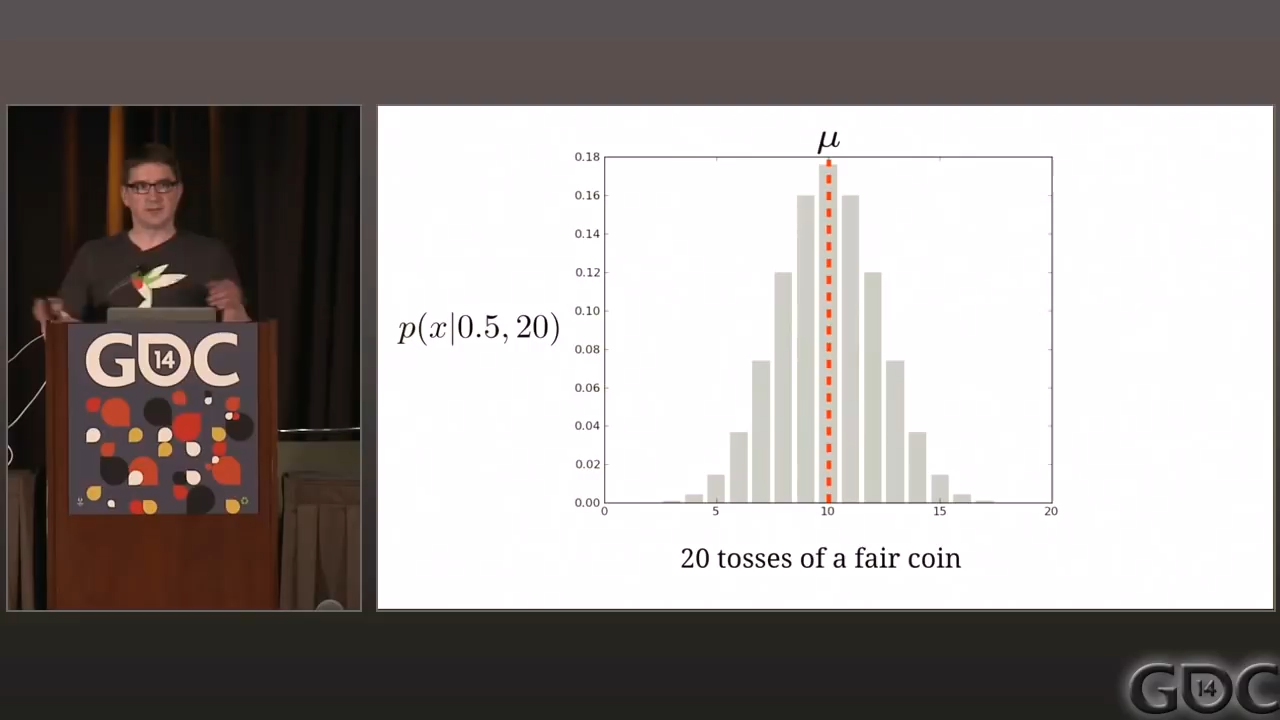 GDC
14
μ
0.18
0.16
0.14
0.12
0.10
0.08
0.06
0.04
0.02
0.00
p(x|0.5, 20)
0 5 10 15 20
20 tosses of a fair coin
GDC
14